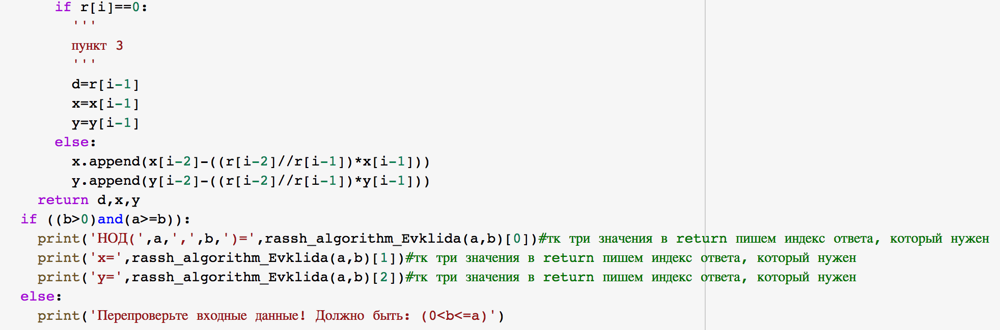 if r[i]==0:
'''
пункт 3
'''
d=r[i-1]
x=x[i-1]
y=y[i-1]
else:
x.append(x[i-2]-((r[i-2]//r[i-1])*x[i-1]))
y.append(y[i-2]-((r[i-2]//r[i-1])*y[i-1]))
return d,x,y
if ((b>0)and(a>=b)):
print('НОД(',a,',',b,')=',rassh_algorithm_Evklida(a,b)[0])#тк три значения в return пишем индекс ответа, который нужен
print('x=',rassh_algorithm_Evklida(a,b)[1])#тк три значения в return пишем индекс ответа, который нужен
print('y=',rassh_algorithm_Evklida(a,b)[2])#тк три значения в return пишем индекс ответа, который нужен
else:
print('Перепроверьте входные данные! Должно быть: (0<b<=a)')